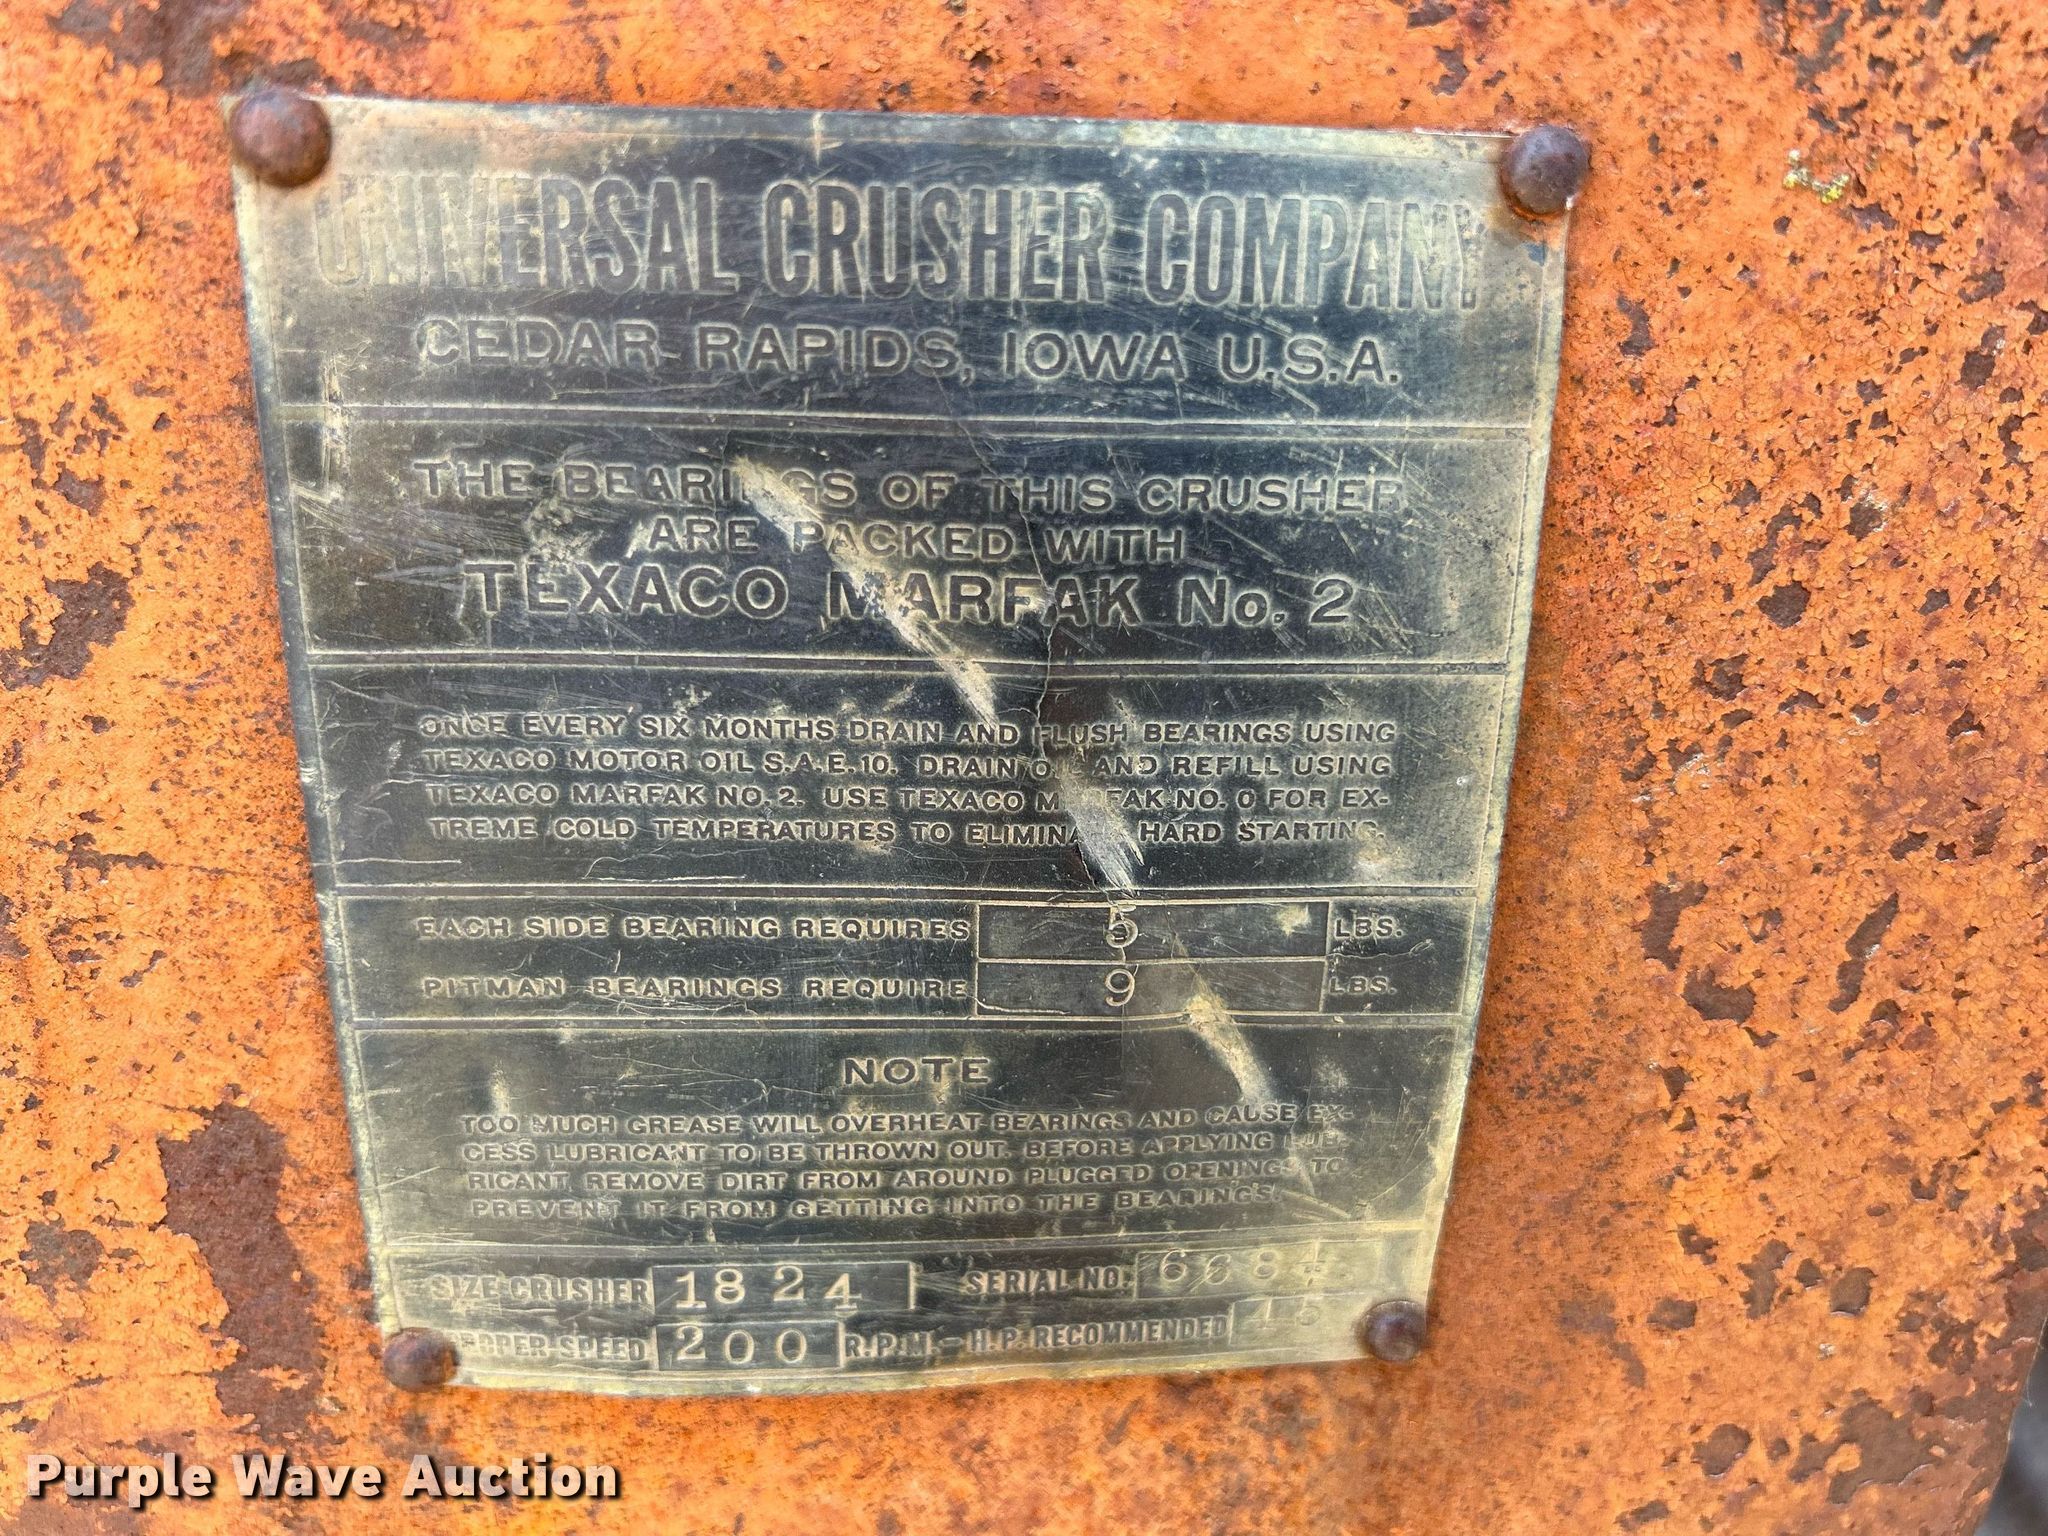 UNIVERSAL CRUSHER COMPANY
CEDAR RAPIDS, IOWA U.S.A.
THE BEARINGS OF THIS CRUSHER
ARE PACKED WITH
TEXACO MARFAK No. 2
ONCE EVERY SIX MONTHS DRAIN AND FLUSH BEARINGS USING
TEXACO MOTOR OIL S.A.E. 10. DRAIN OIL AND REFILL USING
TEXACO MARFAK NO. 2. USE TEXACO MARFAK NO. 0 FOR EX-
TREME COLD TEMPERATURES TO ELIMINATE HARD STARTING.
EACH SIDE BEARING REQUIRES 5 LBS.
PITMAN BEARINGS REQUIRE 9 LBS.
NOTE
TOO MUCH GREASE WILL OVERHEAT BEARINGS AND CAUSE EX-
CESS LUBRICANT TO BE THROWN OUT. BEFORE APPLYING LUB-
RICANT, REMOVE DIRT FROM AROUND PLUGGED OPENINGS TO
PREVENT IT FROM GETTING INTO THE BEARINGS.
SIZE CRUSHER 1824 SERIAL NO.
SPEED 200 R.P.M. - H.P. RECOMMENDED 45
Purple Wave Auction